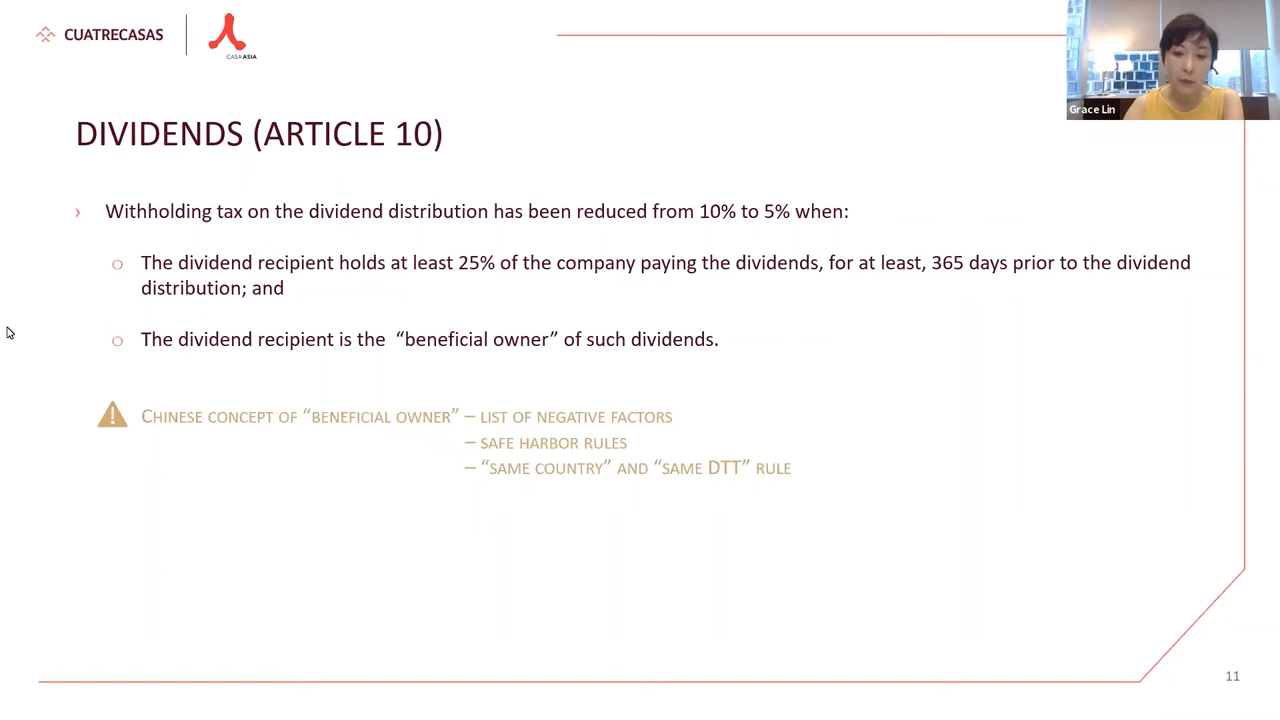 CUATRECASAS
CASAASIA
Grace Lin
DIVIDENDS (ARTICLE 10)
› Withholding tax on the dividend distribution has been reduced from 10% to 5% when:
o The dividend recipient holds at least 25% of the company paying the dividends, for at least, 365 days prior to the dividend
distribution; and
o The dividend recipient is the “beneficial owner” of such dividends.
CHINESE CONCEPT OF “BENEFICIAL OWNER” – LIST OF NEGATIVE FACTORS
– SAFE HARBOR RULES
– “SAME COUNTRY” AND “SAME DTT” RULE
11